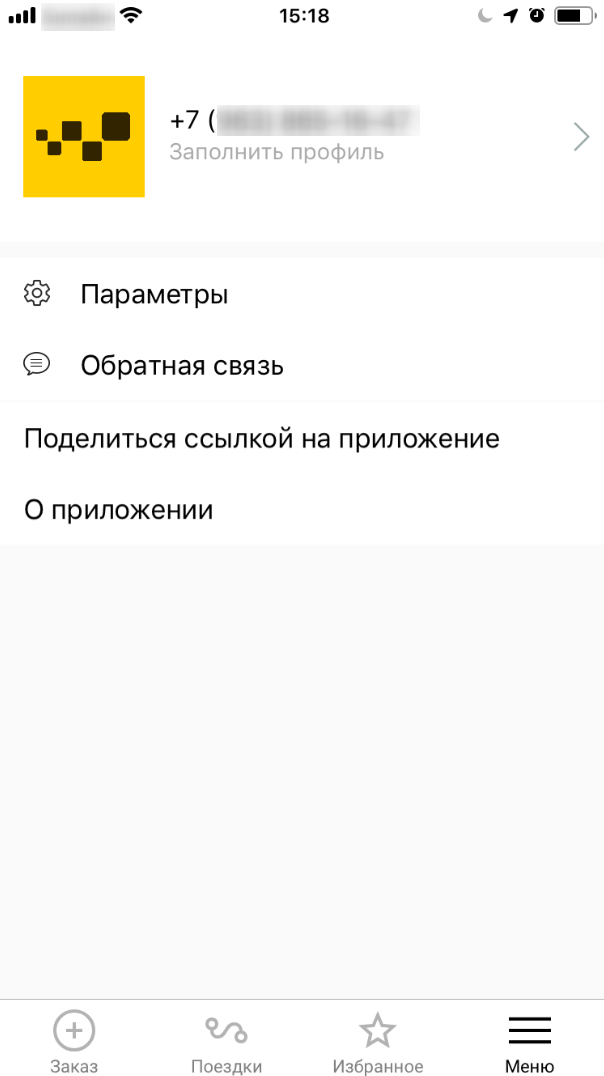 15:18
+7 (
Заполнить профиль
Параметры
Обратная связь
Поделиться ссылкой на приложение
О приложении
Заказ
Поездки
Избранное
Меню